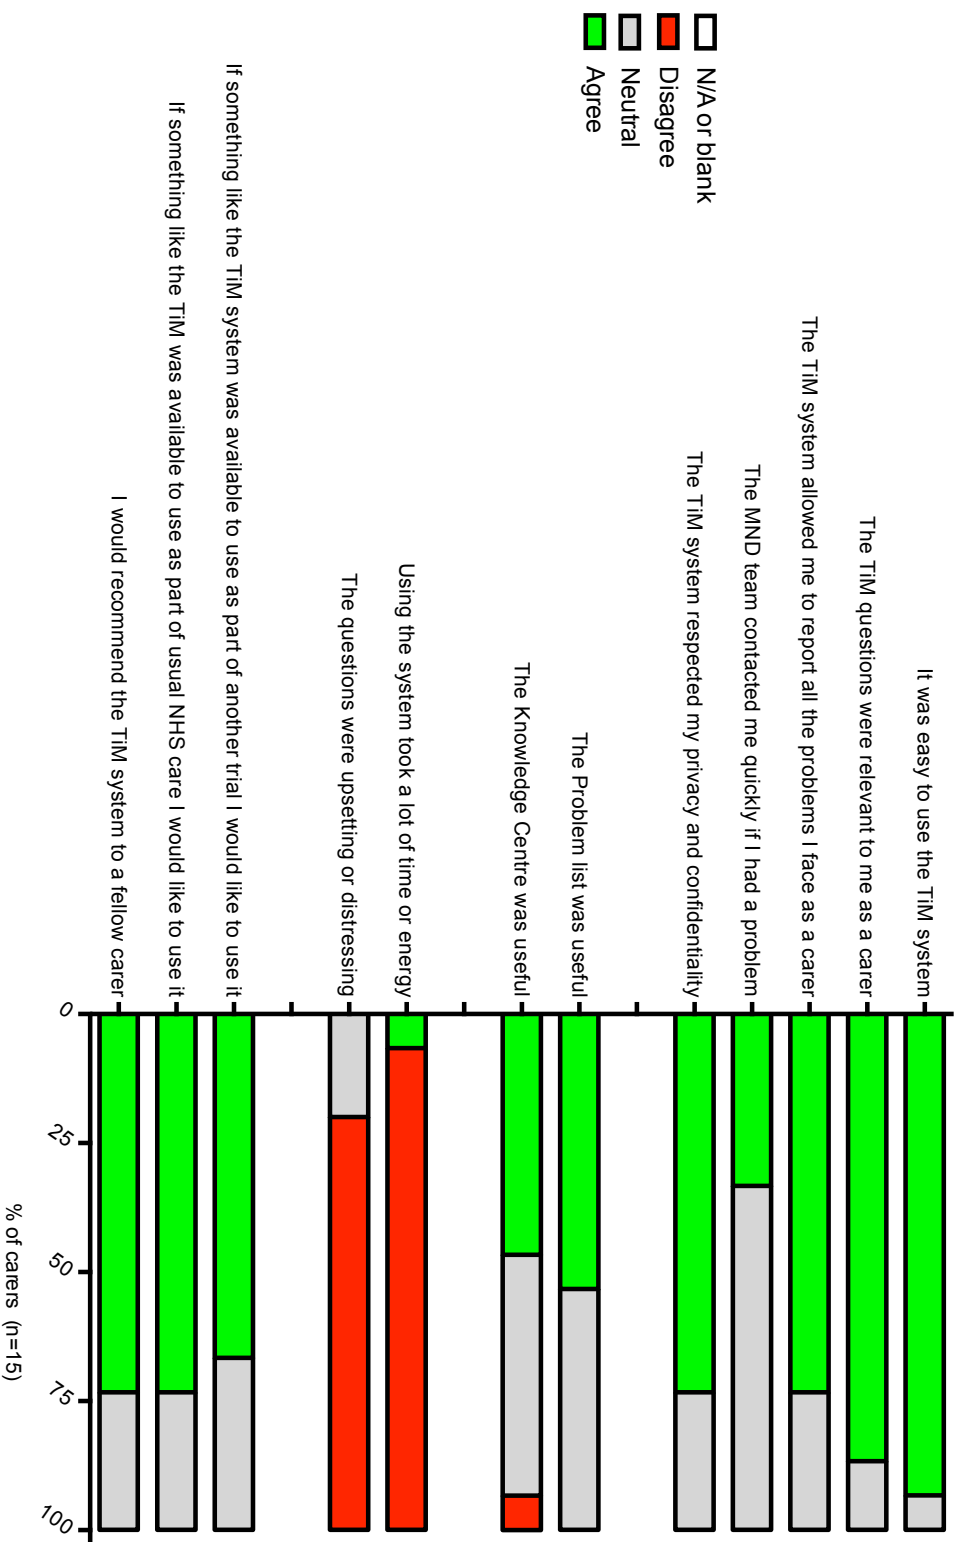 It was easy to use the TiM system
The TiM questions were relevant to me as a carer
The TiM system allowed me to report all the problems I face as a carer
The MND team contacted me quickly if I had a problem
The TiM system respected my privacy and confidentiality
The Problem list was useful
The Knowledge Centre was useful
Using the system took a lot of time or energy
The questions were upsetting or distressing
If something like the TiM system was available to use as part of another trial I would like to use it
If something like the TiM was available to use as part of usual NHS care I would like to use it
I would recommend the TiM system to a fellow carer
0
25
50
75
100
% of carers (n=15)
N/A or blank
Disagree
Neutral
Agree